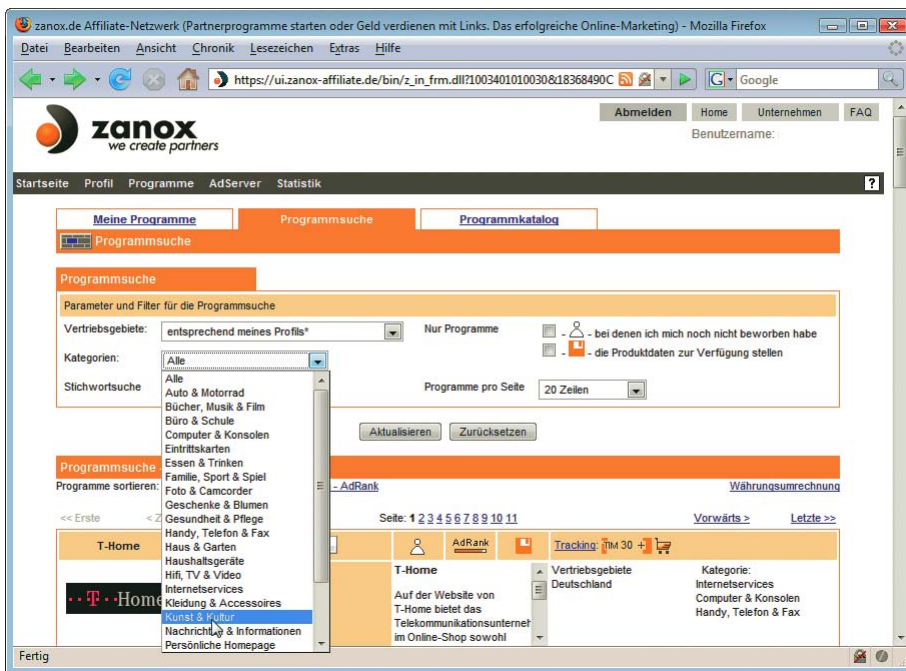 zanox.de Affiliate-Netzwerk (Partnerprogramme starten oder Geld verdienen mit Links. Das erfolgreiche Online-Marketing) - Mozilla Firefox
Datei Bearbeiten Ansicht Chronik Lesezeichen Extras Hilfe
https://ui.zanox-affiliate.de/bin/z_in_frm.dll?1003401010030&18368490C
G Google
Abmelden Home Unternehmen FAQ
zanox
we create partners
Benutzername:
Startseite Profil Programme AdServer Statistik ?
Meine Programme Programmsuche Programmkatalog
Programmsuche
Programmsuche
Parameter und Filter für die Programmsuche
Vertriebsgebiete: entsprechend meines Profils* Nur Programme - - bei denen ich mich noch nicht beworben habe
- - die Produktdaten zur Verfügung stellen
Kategorien: Alle
Stichwortsuche Programme pro Seite 20 Zeilen
Alle
Auto & Motorrad
Bücher, Musik & Film
Büro & Schule
Computer & Konsolen
Eintrittskarten
Essen & Trinken
Familie, Sport & Spiel
Foto & Camcorder
Geschenke & Blumen
Gesundheit & Pflege
Handy, Telefon & Fax
Haus & Garten
Haushaltsgeräte
Hifi, TV & Video
Internetservices
Kleidung & Accessoires
Kunst & Kultur
Nachrichten & Informationen
Persönliche Homepage
Aktualisieren Zurücksetzen
Programmsuche -
Programme sortieren: - AdRank Währungsumrechnung
<< Erste < Z Seite: 1 2 3 4 5 6 7 8 9 10 11 Vorwärts > Letzte >>
T-Home AdRank Tracking: TIM 30 +
T-Home
Auf der Website von
T-Home bietet das
Telekommunikationsunterneh
im Online-Shop sowohl
Vertriebsgebiete
Deutschland
Kategorie:
Internetservices
Computer & Konsolen
Handy, Telefon & Fax
T Home
Fertig